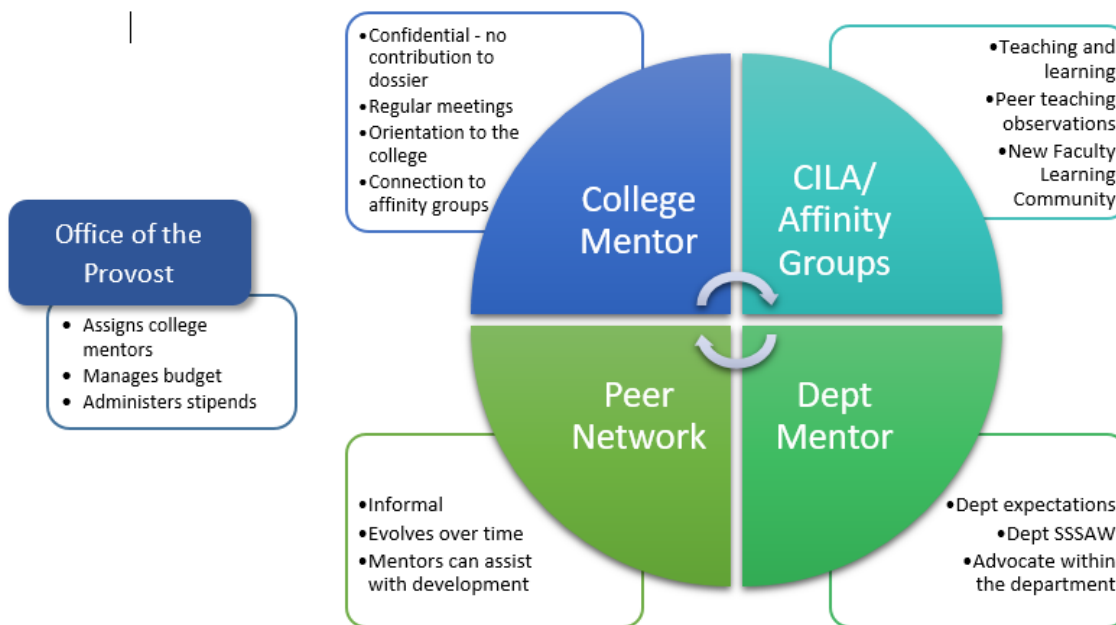 Office of the
Provost
• Assigns college
mentors
• Manages budget
• Administers stipends
•Confidential - no
contribution to
dossier
•Regular meetings
•Orientation to the
college
•Connection to
affinity groups
College
Mentor
•Teaching and
learning
•Peer teaching
observations
•New Faculty
Learning
Community
CILA/
Affinity
Groups
Peer
Network
•Informal
•Evolves over time
•Mentors can assist
with development
Dept
Mentor
•Dept expectations
•Dept SSSAW
•Advocate within
the department